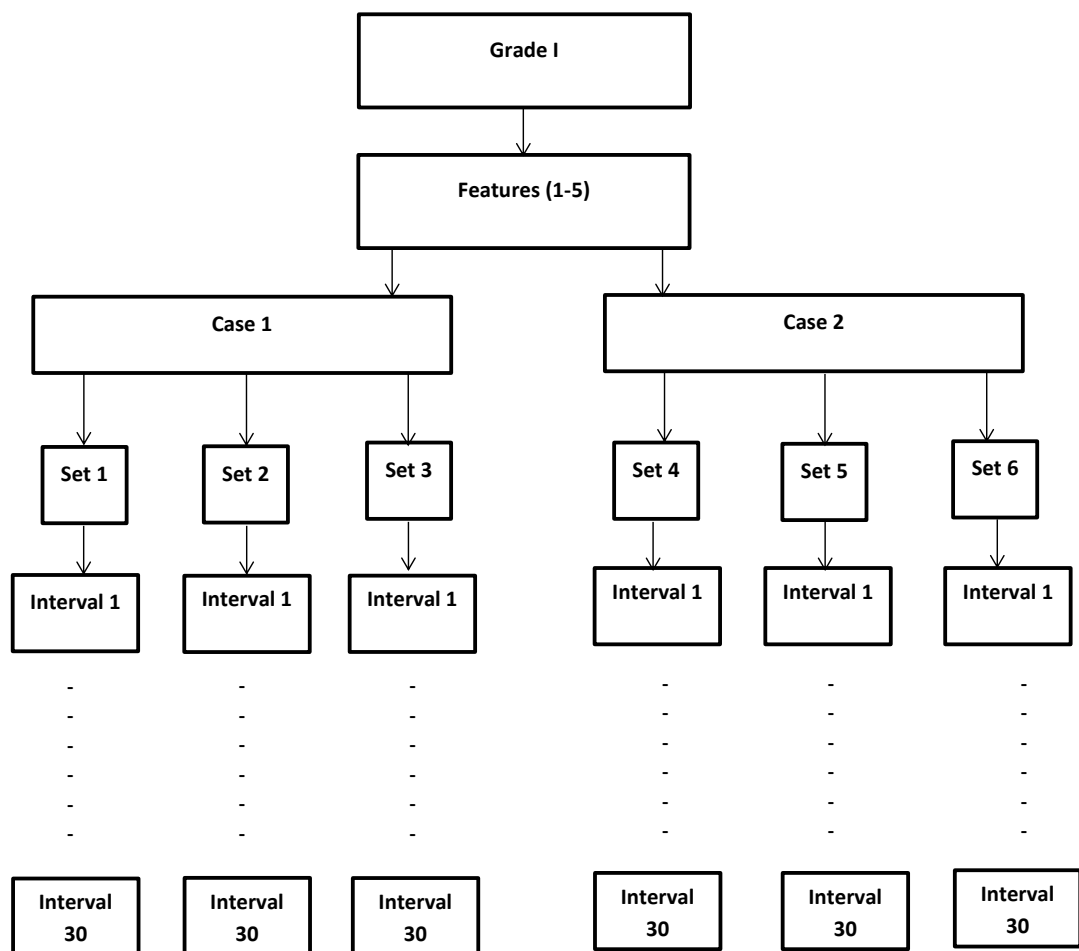 Grade I
Features (1-5)
Case 1
Case 2
Set 1
Set 2
Set 3
Set 4
Set 5
Set 6
Interval 1
Interval 1
Interval 1
Interval 1
Interval 1
Interval 1
- - - - - -
- - - - - -
- - - - - -
- - - - - -
- - - - - -
- - - - - -
Interval
30
Interval
30
Interval
30
Interval
30
Interval
30
Interval
30